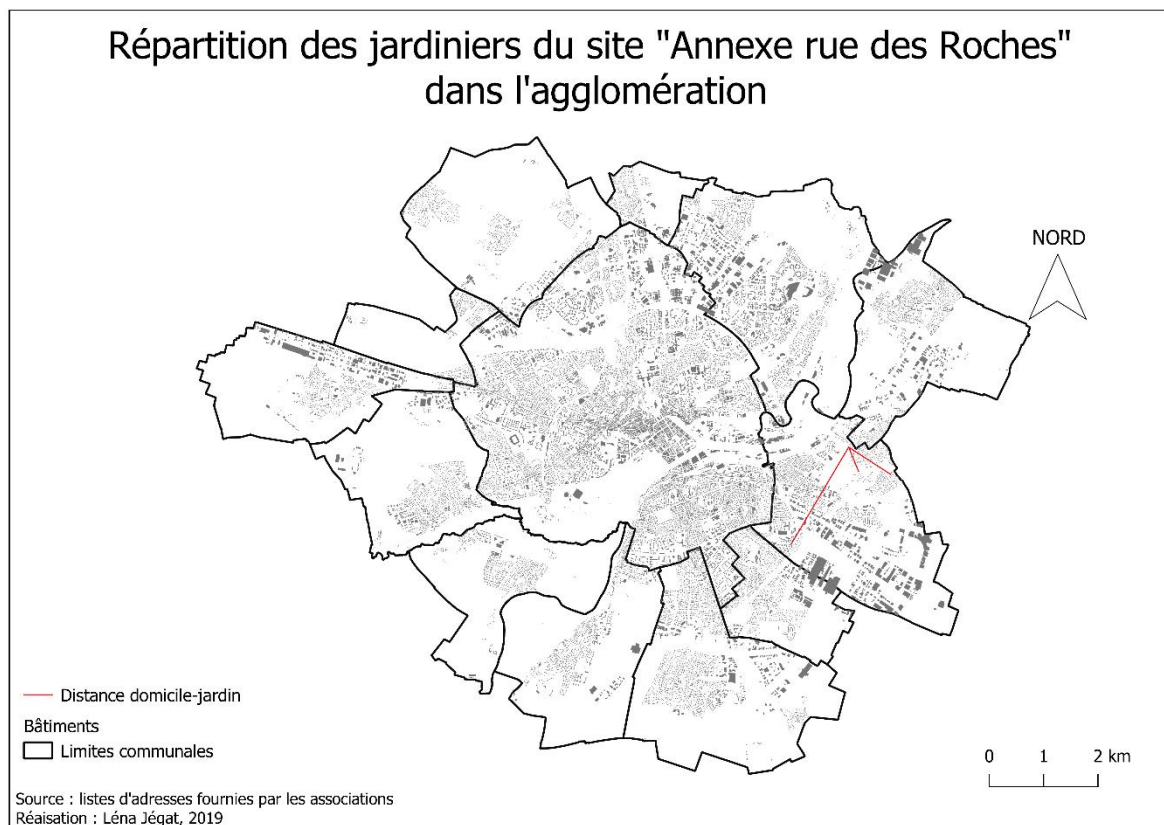 Répartition des jardiniers du site "Annexe rue des Roches"
dans l'agglomération
NORD
Distance domicile-jardin
Bâtiments
Limites communales
0 1 2 km
Source : listes d'adresses fournies par les associations
Réaisation : Léna Jégat, 2019